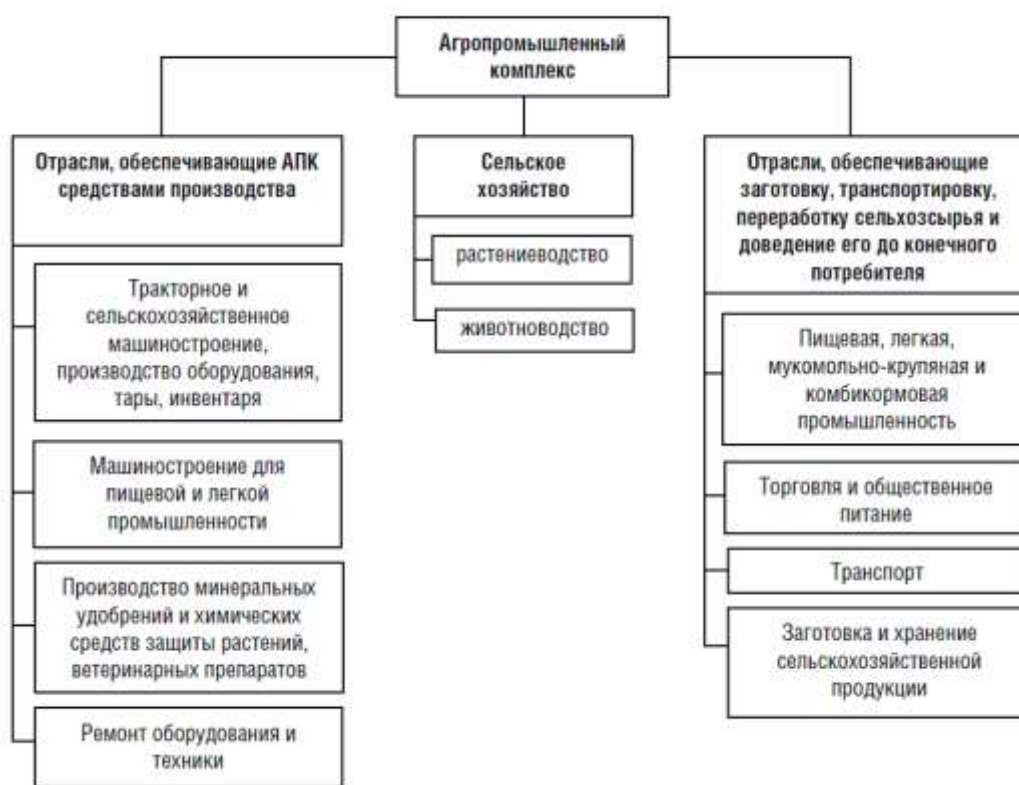 Агропромышленный
комплекс
Отрасли, обеспечивающие АПК
средствами производства
Тракторное и
сельскохозяйственное
машиностроение,
производство оборудования,
тары, инвентаря
Машиностроение для
пищевой и легкой
промышленности
Производство минеральных
удобрений и химических
средств защиты растений,
ветеринарных препаратов
Ремонт оборудования и
техники
Сельское
хозяйство
растениеводство
животноводство
Отрасли, обеспечивающие
заготовку, транспортировку,
переработку сельхозсырья и
доведение его до конечного
потребителя
Пищевая, легкая,
мукомольно-крупяная и
комбикормовая
промышленность
Торговля и общественное
питание
Транспорт
Заготовка и хранение
сельскохозяйственной
продукции